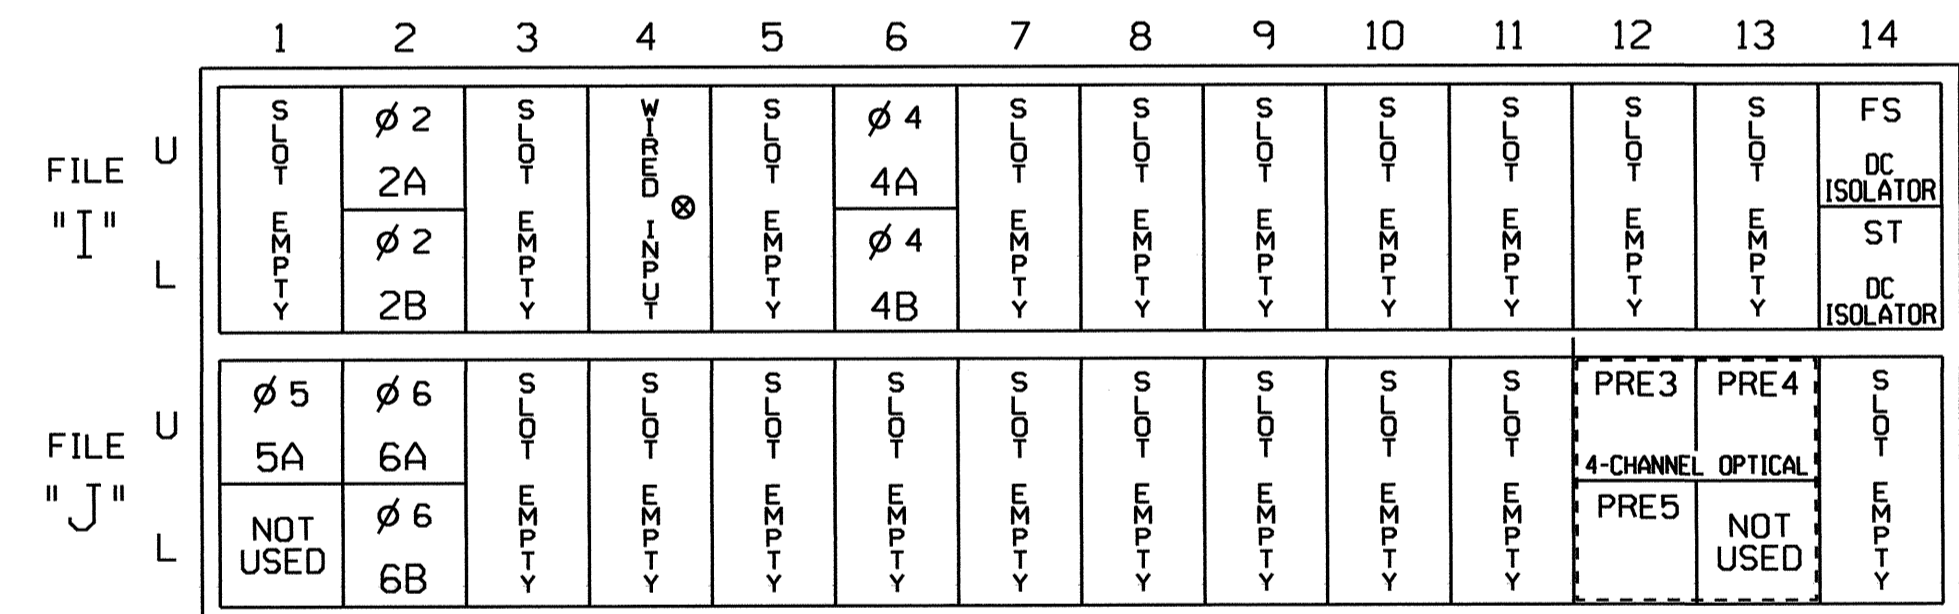 1 2 3 4 5 6 7 8 9 10 11 12 13 14
FILE "I"
U
L
SLOT EMPTY
Ø 2
2A
Ø 2
2B
SLOT EMPTY
WIRED INPUT
⊗
SLOT EMPTY
Ø 4
4A
Ø 4
4B
SLOT EMPTY
SLOT EMPTY
SLOT EMPTY
SLOT EMPTY
SLOT EMPTY
SLOT EMPTY
SLOT EMPTY
FS
DC
ISOLATOR
ST
DC
ISOLATOR
FILE "J"
U
L
Ø 5
5A
NOT
USED
Ø 6
6A
Ø 6
6B
SLOT EMPTY
SLOT EMPTY
SLOT EMPTY
SLOT EMPTY
SLOT EMPTY
SLOT EMPTY
SLOT EMPTY
SLOT EMPTY
SLOT EMPTY
PRE3 PRE4
4-CHANNEL OPTICAL
PRE5
NOT
USED
SLOT EMPTY